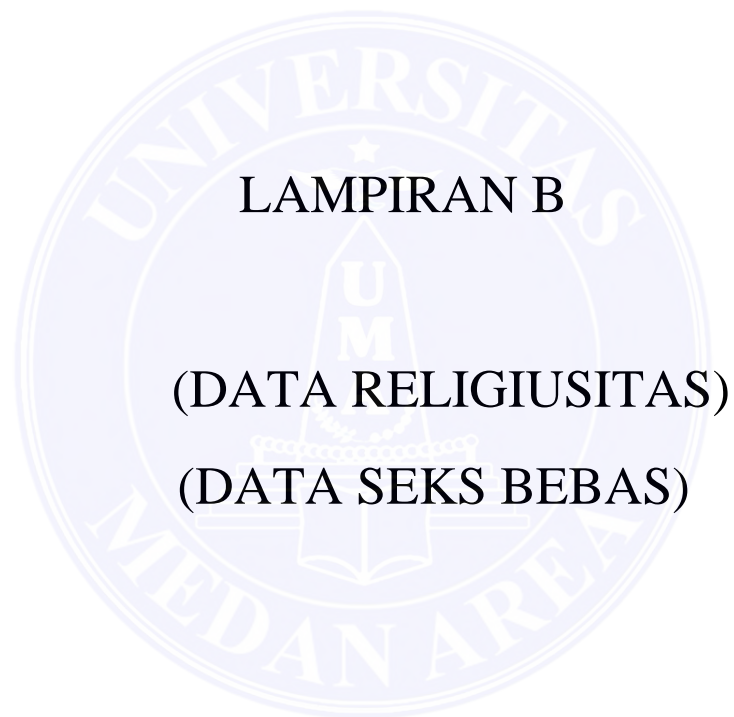 UNIVERSITAS
LAMPIRAN B
U
M
A
(DATA RELIGIUSITAS)
(DATA SEKS BEBAS)
MEDAN AREA